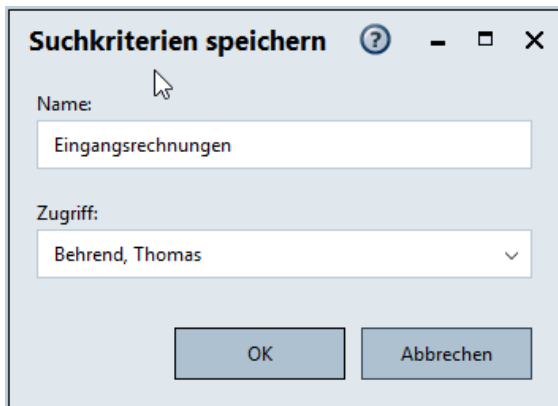 Suchkriterien speichern
Name:
Eingangsrechnungen
Zugriff:
Behrend, Thomas
OK Abbrechen